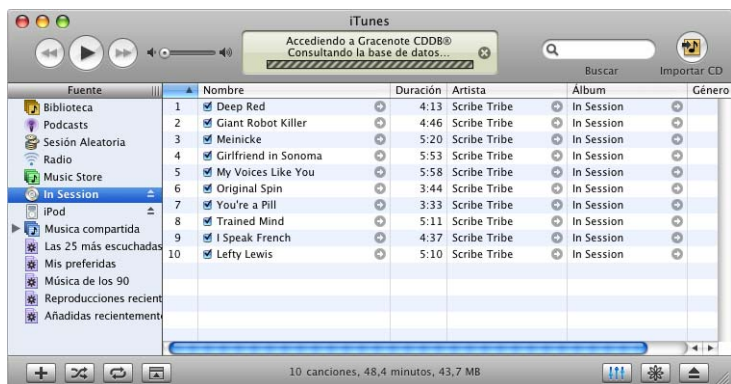 iTunes
Accediendo a Gracenote CDDB®
Consultando la base de datos...
Buscar
Importar CD
Fuente
Biblioteca
Podcasts
Sesión Aleatoria
Radio
Music Store
In Session
iPod
Musica compartida
Las 25 más escuchadas
Mis preferidas
Música de los 90
Reproducciones recient
Añadidas recientement
Nombre Duración Artista Álbum Género
1 Deep Red 4:13 Scribe Tribe In Session
2 Giant Robot Killer 4:46 Scribe Tribe In Session
3 Meinicke 5:20 Scribe Tribe In Session
4 Girlfriend in Sonoma 5:53 Scribe Tribe In Session
5 My Voices Like You 5:58 Scribe Tribe In Session
6 Original Spin 3:44 Scribe Tribe In Session
7 You're a Pill 3:33 Scribe Tribe In Session
8 Trained Mind 5:11 Scribe Tribe In Session
9 I Speak French 4:37 Scribe Tribe In Session
10 Lefty Lewis 5:10 Scribe Tribe In Session
10 canciones, 48,4 minutos, 43,7 MB